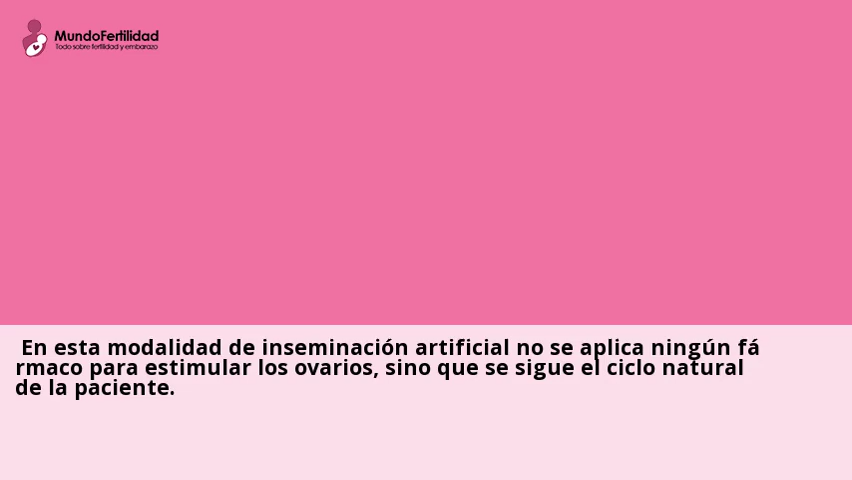 MundoFertilidad
Todo sobre fertilidad y embarazo
En esta modalidad de inseminación artificial no se aplica ningún fá
rmaco para estimular los ovarios, sino que se sigue el ciclo natural
de la paciente.